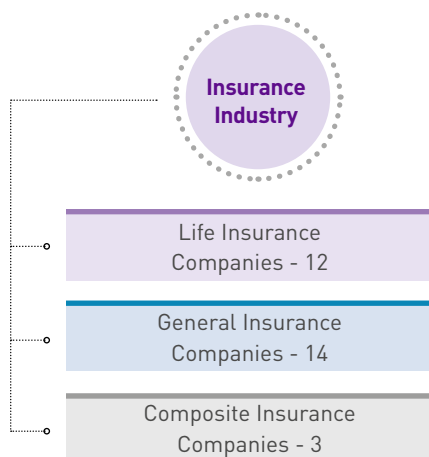 Insurance
Industry
Life Insurance
Companies - 12
General Insurance
Companies - 14
Composite Insurance
Companies - 3